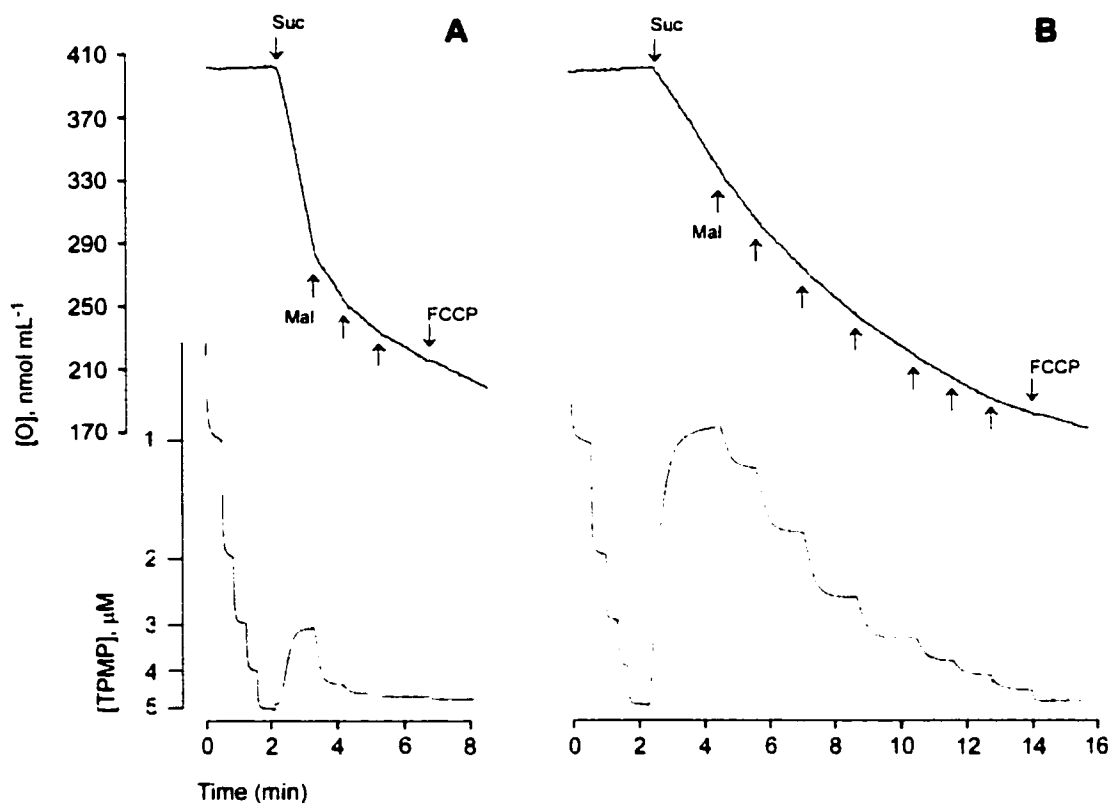 A
B
Suc
Suc
410
370
330
290
250
210
170
[O], nmol mL⁻¹
Mal
FCCP
Mal
FCCP
1
2
3
4
5
[TPMP], µM
0 2 4 6 8
0 2 4 6 8 10 12 14 16
Time (min)